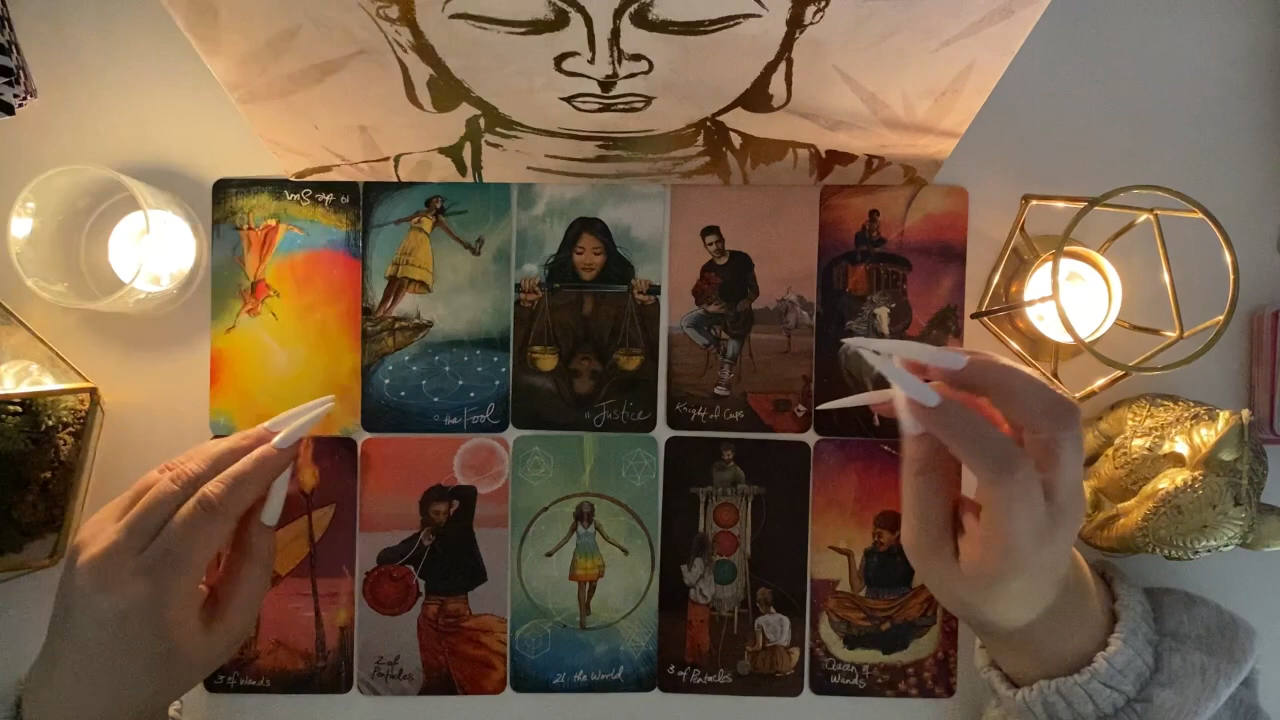 19. the Sun
0 the Fool
11 Justice
Knight of Cups
3 of Wands
2 of
Pentacles
21. the World
3 of Pentacles
Queen of
Wands